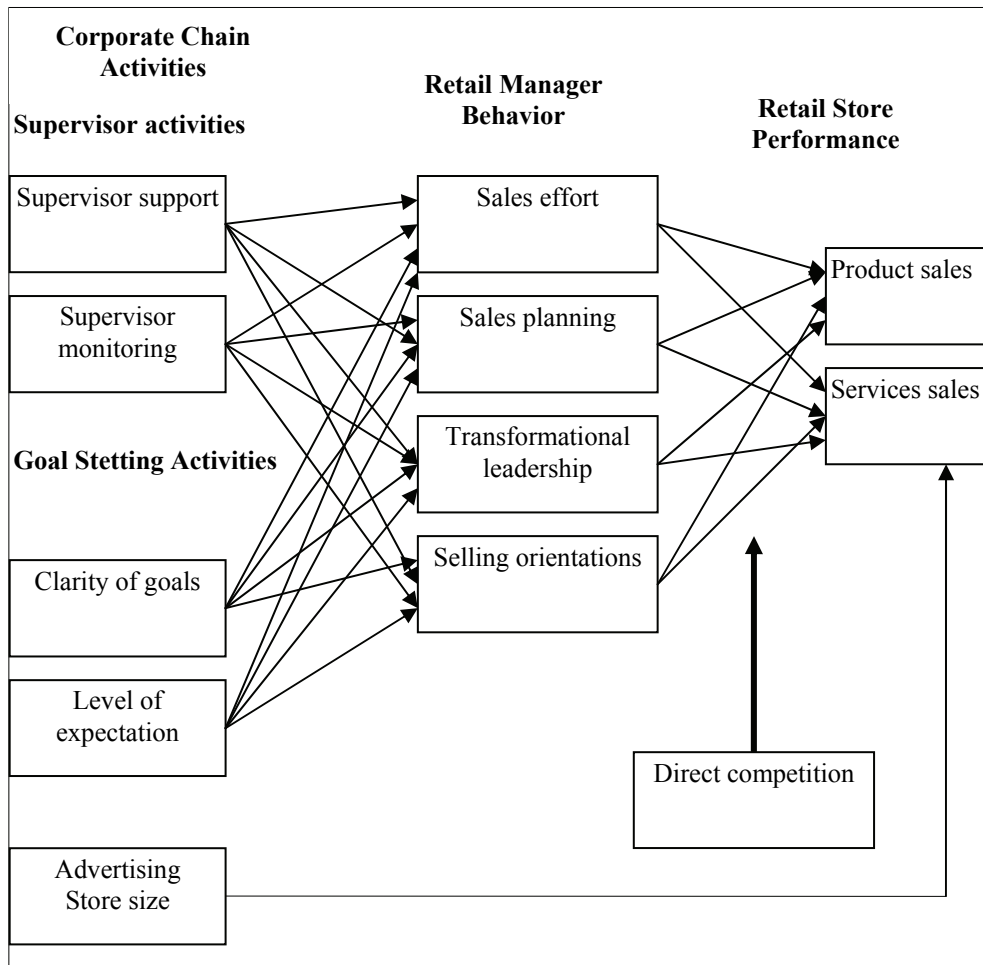 Corporate Chain
Activities
Supervisor activities
Supervisor support
Supervisor
monitoring
Goal Stetting Activities
Clarity of goals
Level of
expectation
Advertising
Store size
Retail Manager
Behavior
Sales effort
Sales planning
Transformational
leadership
Selling orientations
Retail Store
Performance
Product sales
Services sales
Direct competition